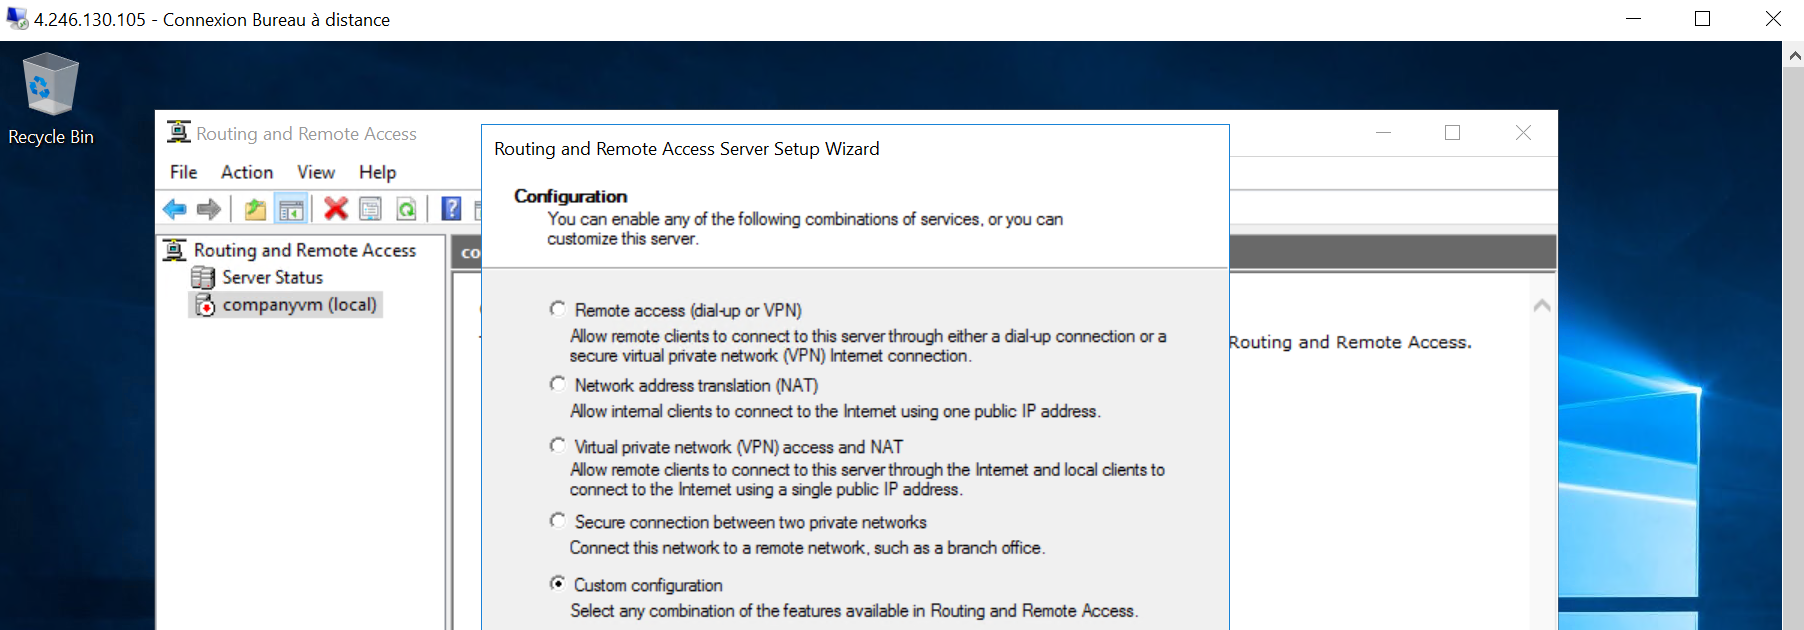 4.246.130.105 - Connexion Bureau à distance
Recycle Bin
Routing and Remote Access
File Action View Help
Routing and Remote Access
Server Status
companyvm (local)
co
Routing and Remote Access.
Routing and Remote Access Server Setup Wizard
Configuration
You can enable any of the following combinations of services, or you can
customize this server.
Remote access (dial-up or VPN)
Allow remote clients to connect to this server through either a dial-up connection or a
secure virtual private network (VPN) Internet connection.
Network address translation (NAT)
Allow internal clients to connect to the Internet using one public IP address.
Virtual private network (VPN) access and NAT
Allow remote clients to connect to this server through the Internet and local clients to
connect to the Internet using a single public IP address.
Secure connection between two private networks
Connect this network to a remote network, such as a branch office.
Custom configuration
Select any combination of the features available in Routing and Remote Access.